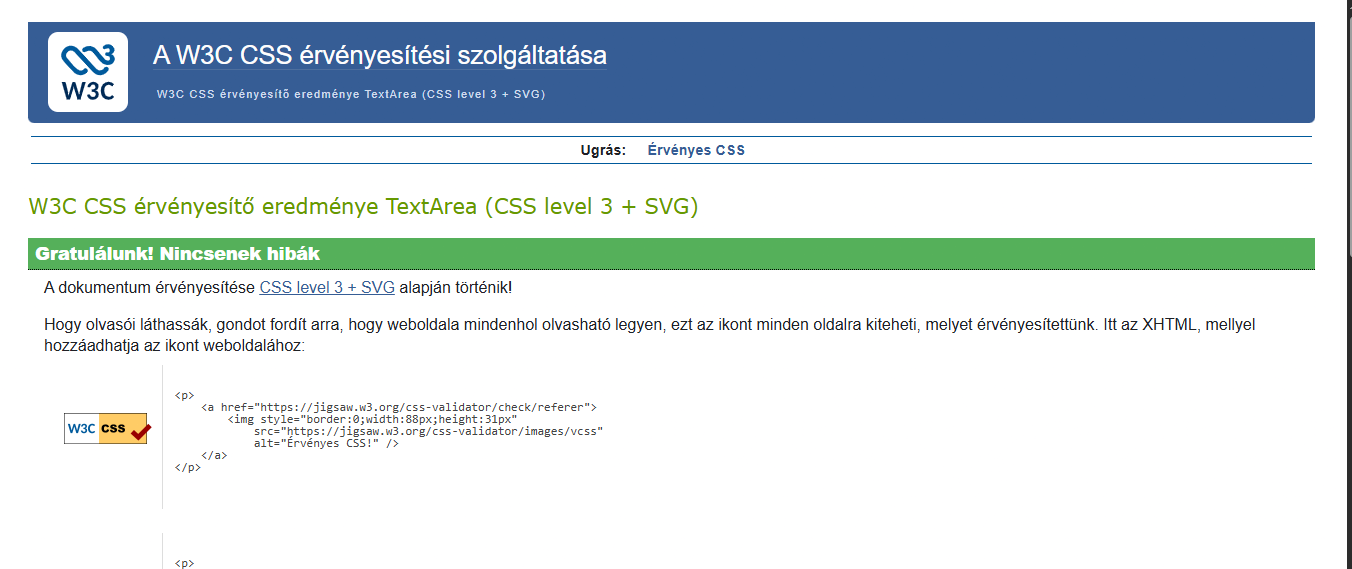 W3C
A W3C CSS érvényesítési szolgáltatása
W3C CSS érvényesítő eredménye TextArea (CSS level 3 + SVG)
Ugrás: Érvényes CSS
W3C CSS érvényesítő eredménye TextArea (CSS level 3 + SVG)
Gratulálunk! Nincsenek hibák
A dokumentum érvényesítése CSS level 3 + SVG alapján történik!
Hogy olvasói láthassák, gondot fordít arra, hogy weboldala mindenhol olvasható legyen, ezt az ikont minden oldalra kiteheti, melyet érvényesítettünk. Itt az XHTML, mellyel
hozzáadhatja az ikont weboldalához:
W3C css
<p>
    <a href="https://jigsaw.w3.org/css-validator/check/referer">
        <img style="border:0;width:88px;height:31px"
            src="https://jigsaw.w3.org/css-validator/images/vcss"
            alt="Érvényes CSS!" />
    </a>
</p>
<p>